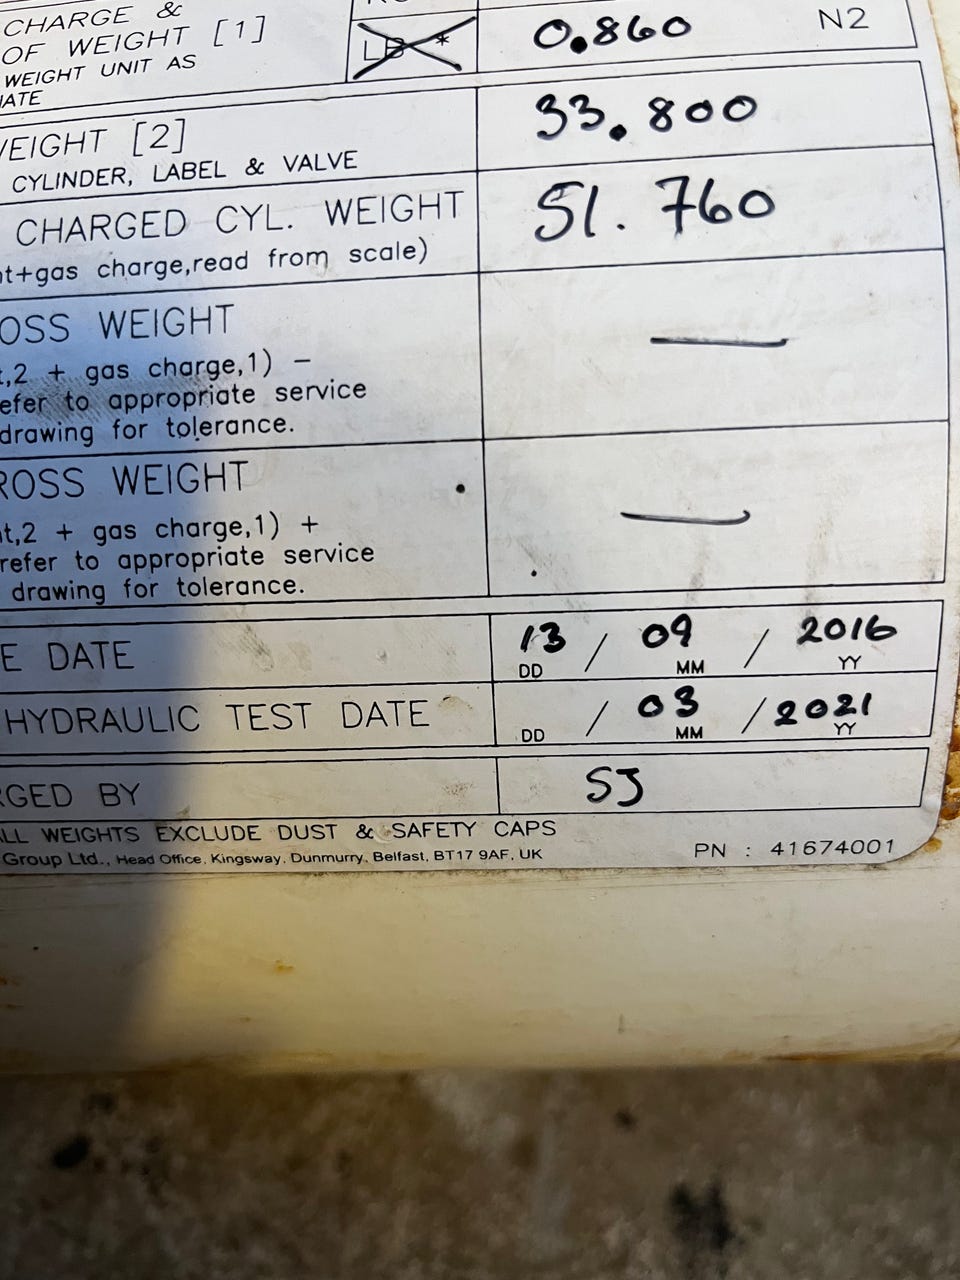 CHARGE &
OF WEIGHT [1]
WEIGHT UNIT AS
LB *
0.860 N2
WEIGHT [2]
CYLINDER, LABEL & VALVE
33.800
CHARGED CYL. WEIGHT
+gas charge,read from scale)
51.760
OSS WEIGHT
,2 + gas charge,1) –
efer to appropriate service
drawing for tolerance.
—
ROSS WEIGHT
t,2 + gas charge,1) +
refer to appropriate service
drawing for tolerance.
—
E DATE
13 / 09 / 2016
DD MM YY
HYDRAULIC TEST DATE
/ 03 / 2021
DD MM YY
RGED BY
SJ
ALL WEIGHTS EXCLUDE DUST & SAFETY CAPS
Group Ltd., Head Office, Kingsway, Dunmurry, Belfast, BT17 9AF, UK
PN : 41674001